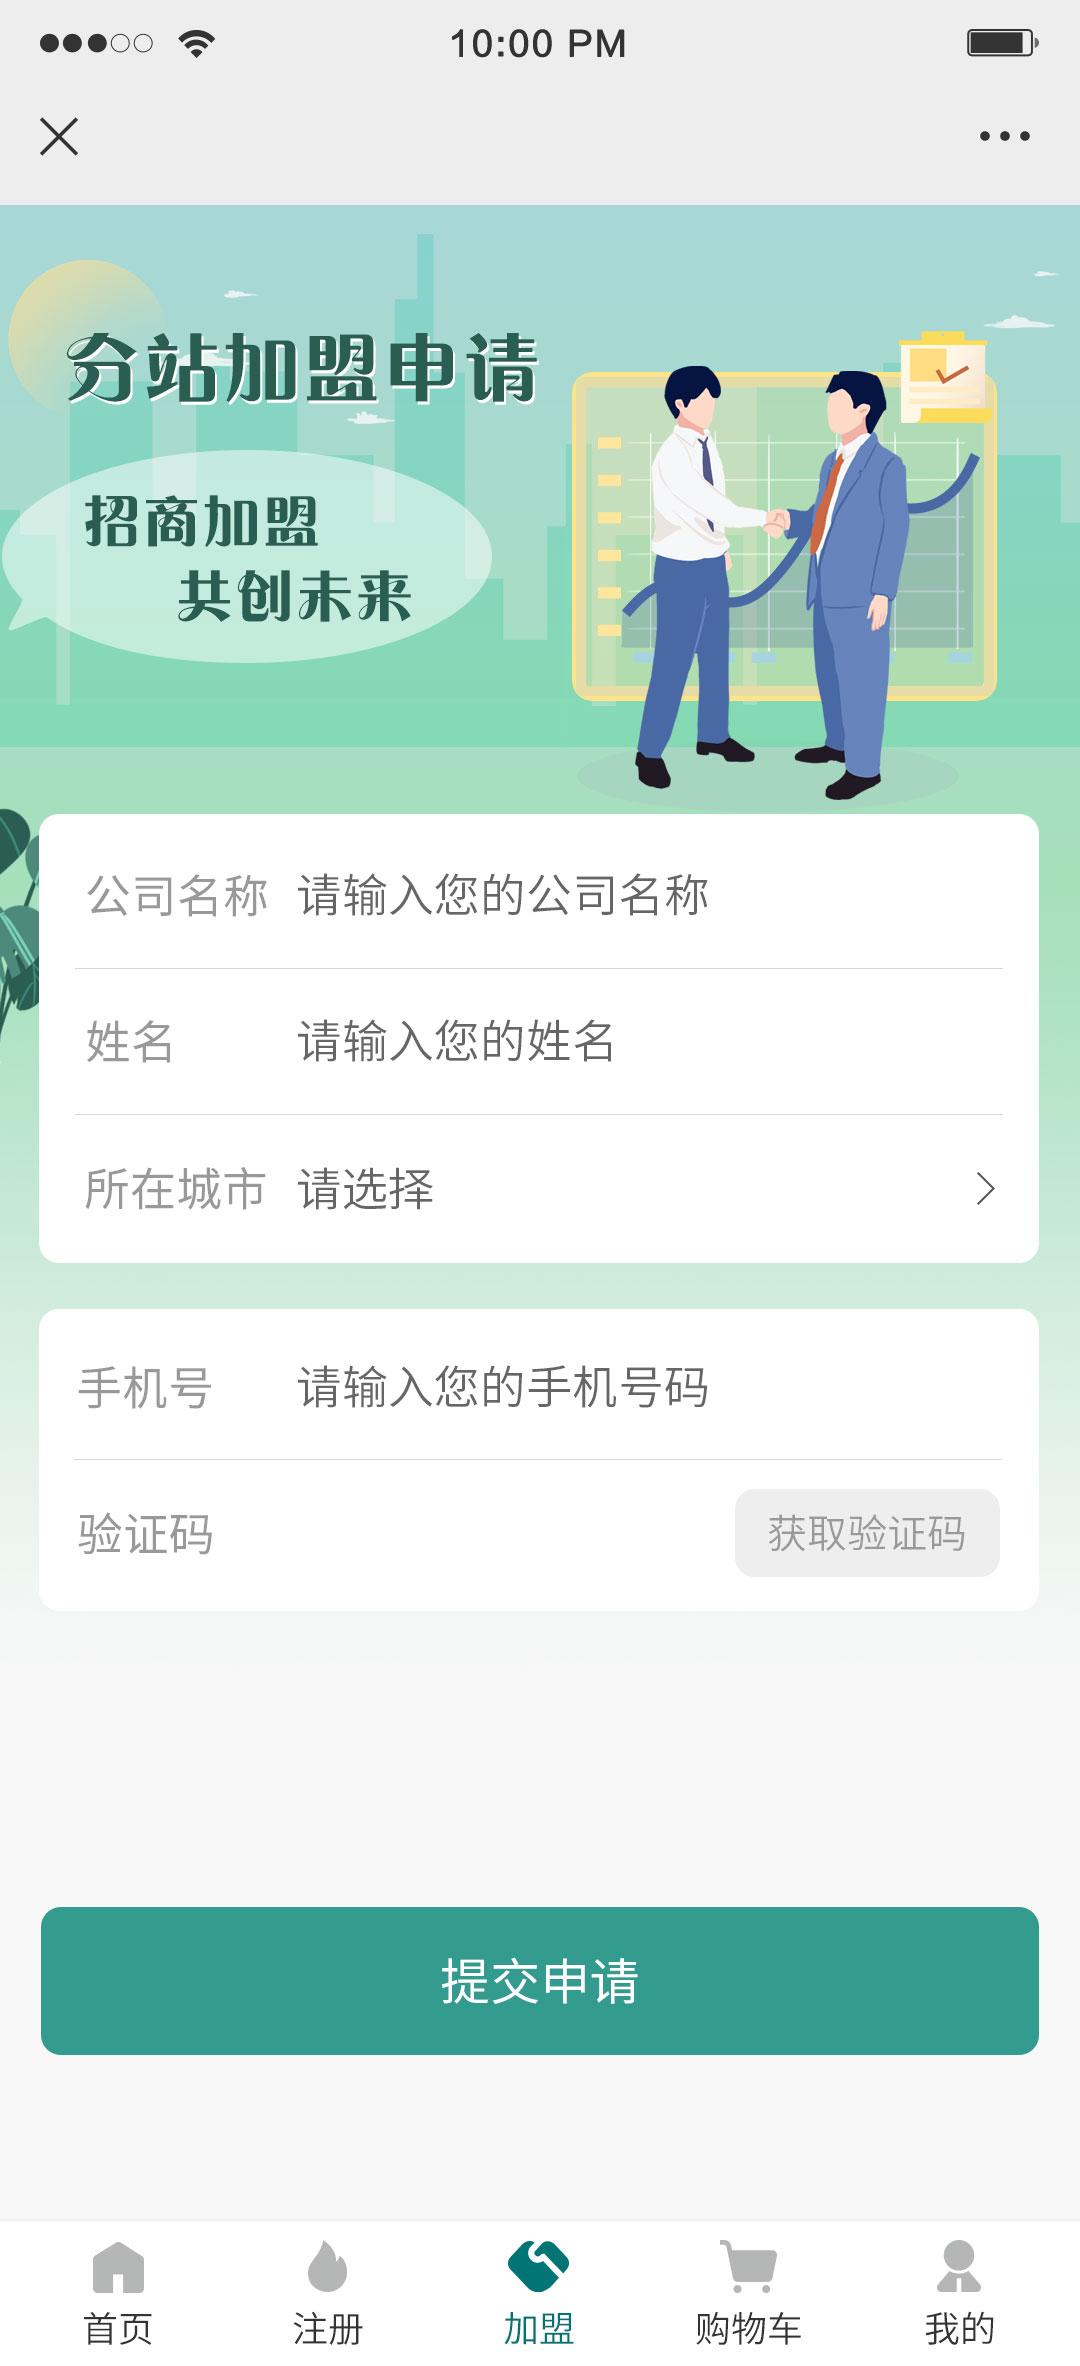 10:00 PM
分站加盟申请
招商加盟
共创未来
公司名称 请输入您的公司名称
姓名 请输入您的姓名
所在城市 请选择
手机号 请输入您的手机号码
验证码 获取验证码
提交申请
首页 注册 加盟 购物车 我的